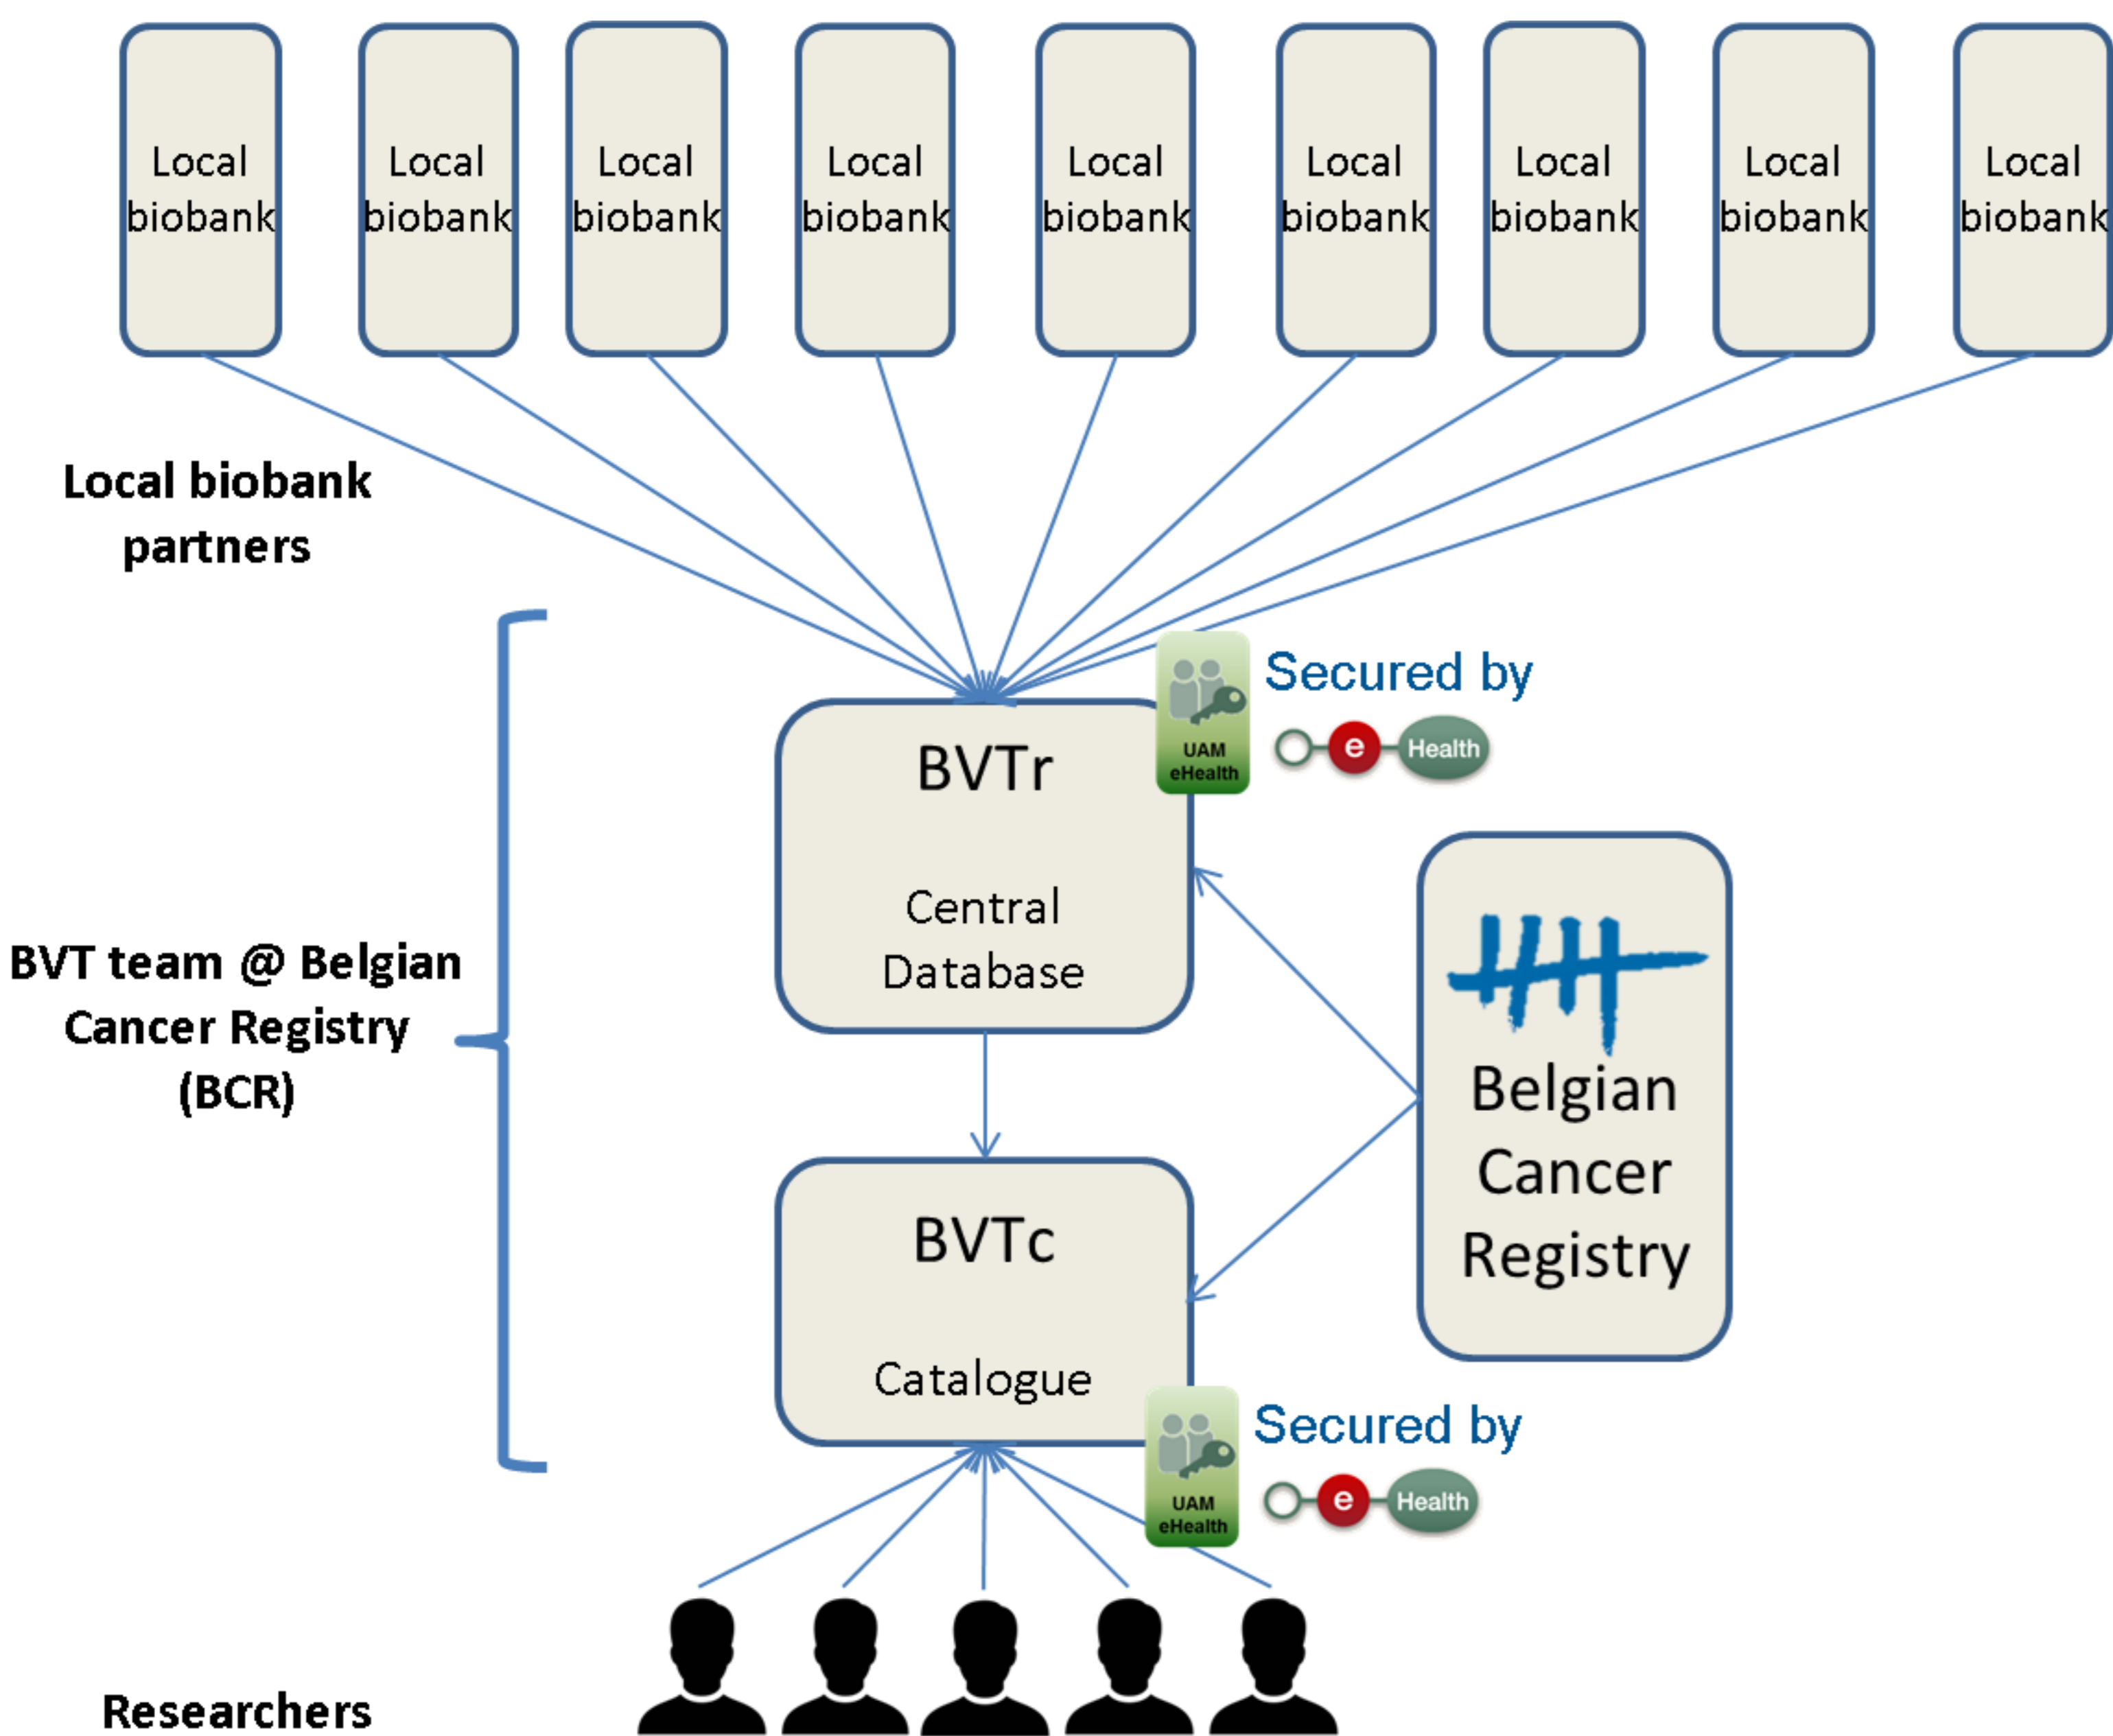 Local
biobank
Local
biobank
Local
biobank
Local
biobank
Local
biobank
Local
biobank
Local
biobank
Local
biobank
Local
biobank
Local biobank
partners
UAM
eHealth
Secured by
e Health
BVTr
Central
Database
BVT team @ Belgian
Cancer Registry
(BCR)
Belgian
Cancer
Registry
BVTc
Catalogue
UAM
eHealth
Secured by
e Health
Researchers